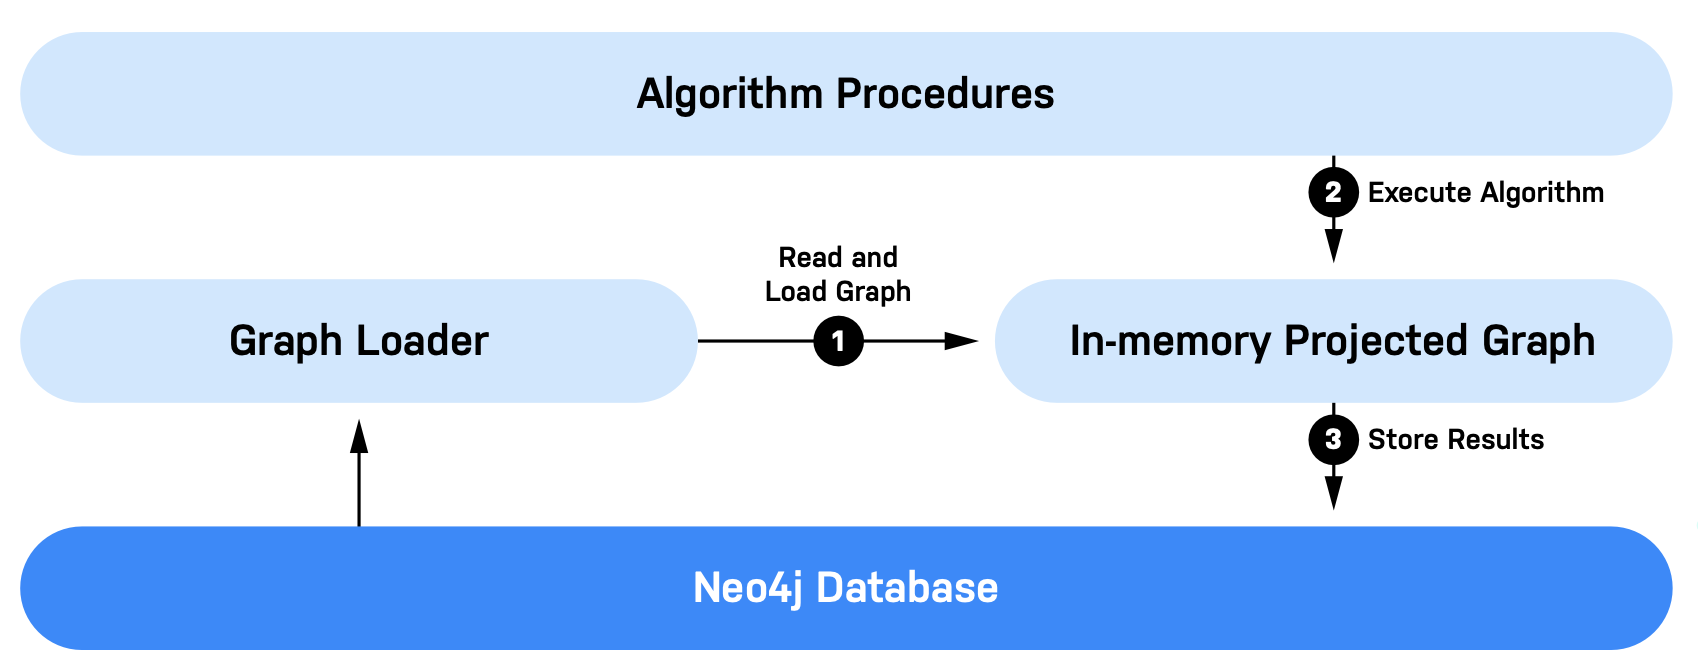 Algorithm Procedures
2 Execute Algorithm
Read and
Load Graph
Graph Loader
1
In-memory Projected Graph
3 Store Results
Neo4j Database